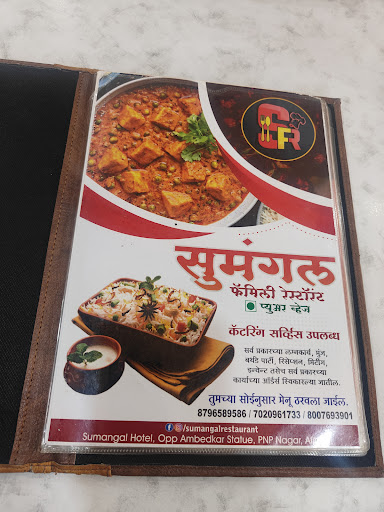 SFR
सुमंगल
फॅमिली रेस्टॉरंट
प्युअर व्हेज
कॅटरिंग सर्व्हिस उपलब्ध
सर्व प्रकारच्या लग्नकार्य, मुंज,
बर्थडे पार्टी, रिसेप्शन, मिटींग,
इव्हेन्ट तसेच सर्व प्रकारच्या
कार्याच्या ऑर्डर्स स्विकारल्या जातील.
तुमच्या सोईनुसार मेनू ठरवला जाईल.
8796589586 / 7020961733 / 8007693901
/sumangalrestaurant
Sumangal Hotel, Opp Ambedkar Statue, PNP Nagar,